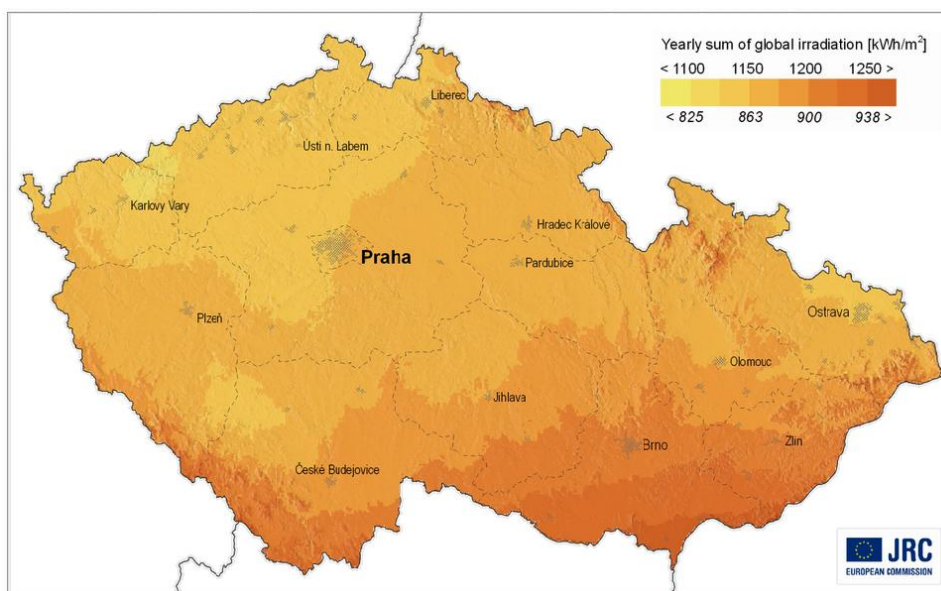 Yearly sum of global irradiation [kWh/m²]
< 1100 1150 1200 1250 >
< 825 863 900 938 >
Liberec
Ústí n. Labem
Karlovy Vary
Hradec Králové
Praha
Pardubice
Plzeň
Ostrava
Olomouc
Jihlava
Brno
Zlín
České Budejovice
JRC
EUROPEAN COMMISSION